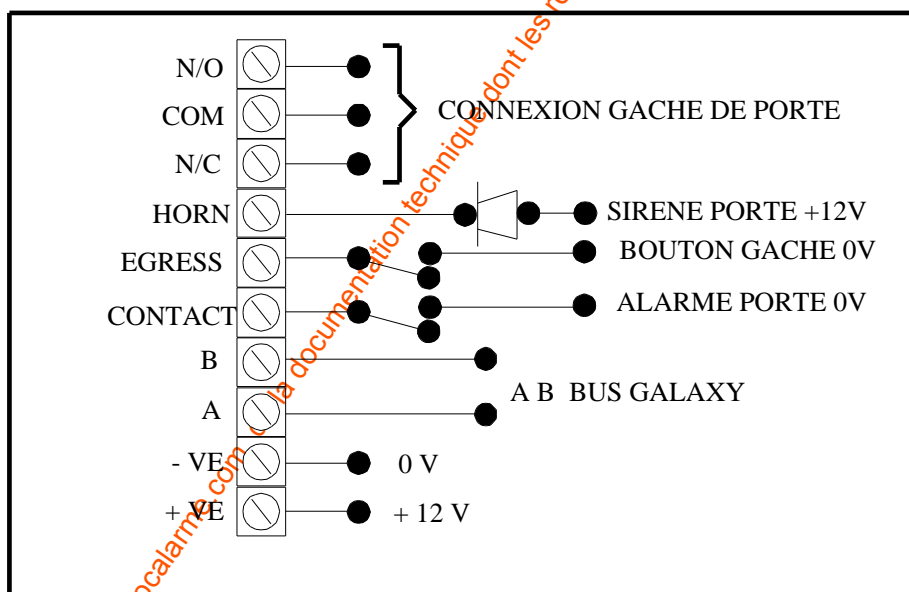 N/O
COM
N/C
CONNEXION GACHE DE PORTE
HORN
SIRENE PORTE +12V
EGRESS
BOUTON GACHE 0V
CONTACT
ALARME PORTE 0V
B
A
A B BUS GALAXY
- VE
0 V
+ VE
+ 12 V
ocalarme.com la documentation technique dont les